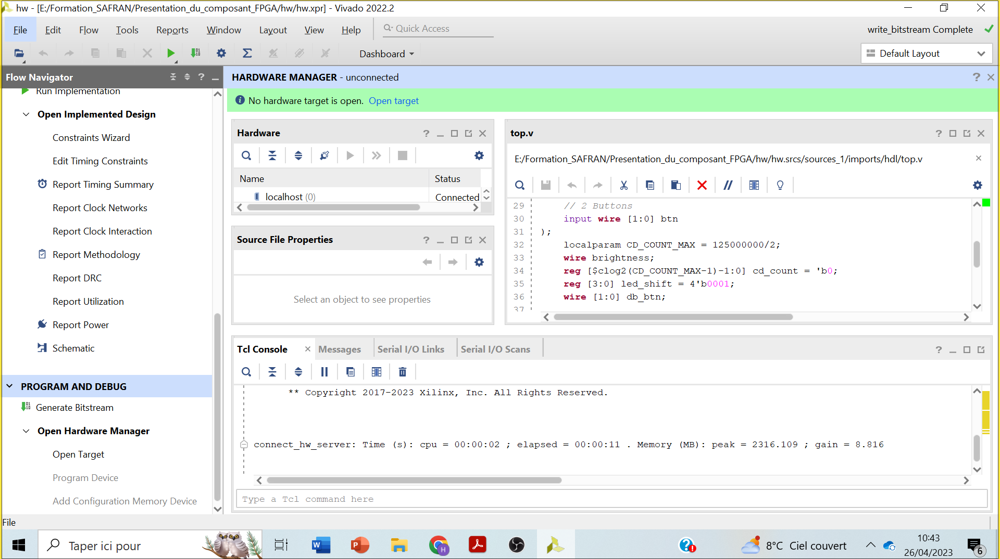 hw - [E:/Formation_SAFRAN/Presentation_du_composant_FPGA/hw/hw.xpr] - Vivado 2022.2
File Edit Flow Tools Reports Window Layout View Help Quick Access
write_bitstream Complete
Dashboard
Default Layout
Flow Navigator
Run Implementation
Open Implemented Design
Constraints Wizard
Edit Timing Constraints
Report Timing Summary
Report Clock Networks
Report Clock Interaction
Report Methodology
Report DRC
Report Utilization
Report Power
Schematic
PROGRAM AND DEBUG
Generate Bitstream
Open Hardware Manager
Open Target
Program Device
Add Configuration Memory Device
HARDWARE MANAGER - unconnected
No hardware target is open. Open target
Hardware
Name Status
localhost (0) Connected
Source File Properties
Select an object to see properties
top.v
E:/Formation_SAFRAN/Presentation_du_composant_FPGA/hw/hw.srcs/sources_1/imports/hdl/top.v
29 // 2 Buttons
30 input wire [1:0] btn
31 );
32 localparam CD_COUNT_MAX = 125000000/2;
33 wire brightness;
34 reg [$clog2(CD_COUNT_MAX-1)-1:0] cd_count = 'b0;
35 reg [3:0] led_shift = 4'b0001;
36 wire [1:0] db_btn;
37
Tcl Console Messages Serial I/O Links Serial I/O Scans
** Copyright 2017-2023 Xilinx, Inc. All Rights Reserved.
connect_hw_server: Time (s): cpu = 00:00:02 ; elapsed = 00:00:11 . Memory (MB): peak = 2316.109 ; gain = 8.816
Type a Tcl command here
File
Taper ici pour
8°C Ciel couvert
10:43
26/04/2023
6